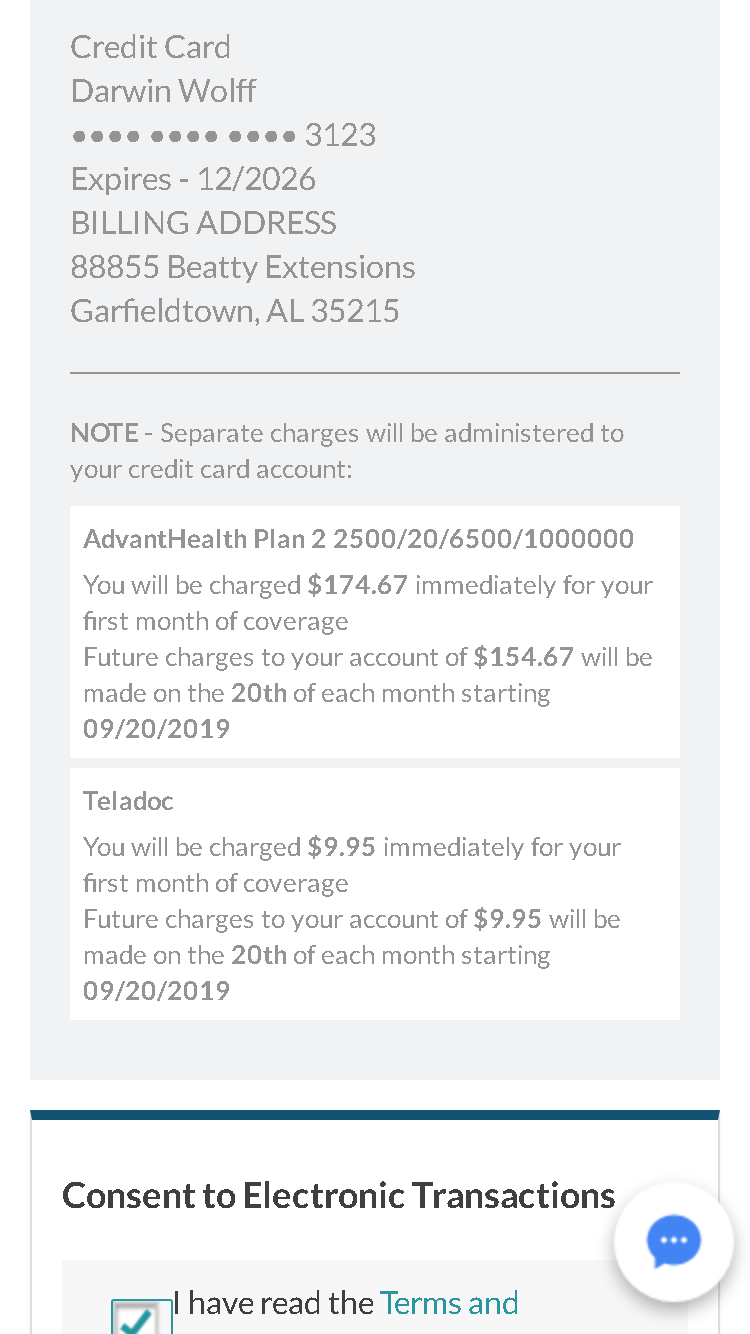 Credit Card
Darwin Wolff
•••• •••• •••• 3123
Expires - 12/2026
BILLING ADDRESS
88855 Beatty Extensions
Garfieldtown, AL 35215
NOTE - Separate charges will be administered to
your credit card account:
AdvantHealth Plan 2 2500/20/6500/1000000
You will be charged $174.67 immediately for your
first month of coverage
Future charges to your account of $154.67 will be
made on the 20th of each month starting
09/20/2019
Teladoc
You will be charged $9.95 immediately for your
first month of coverage
Future charges to your account of $9.95 will be
made on the 20th of each month starting
09/20/2019
Consent to Electronic Transactions
I have read the Terms and